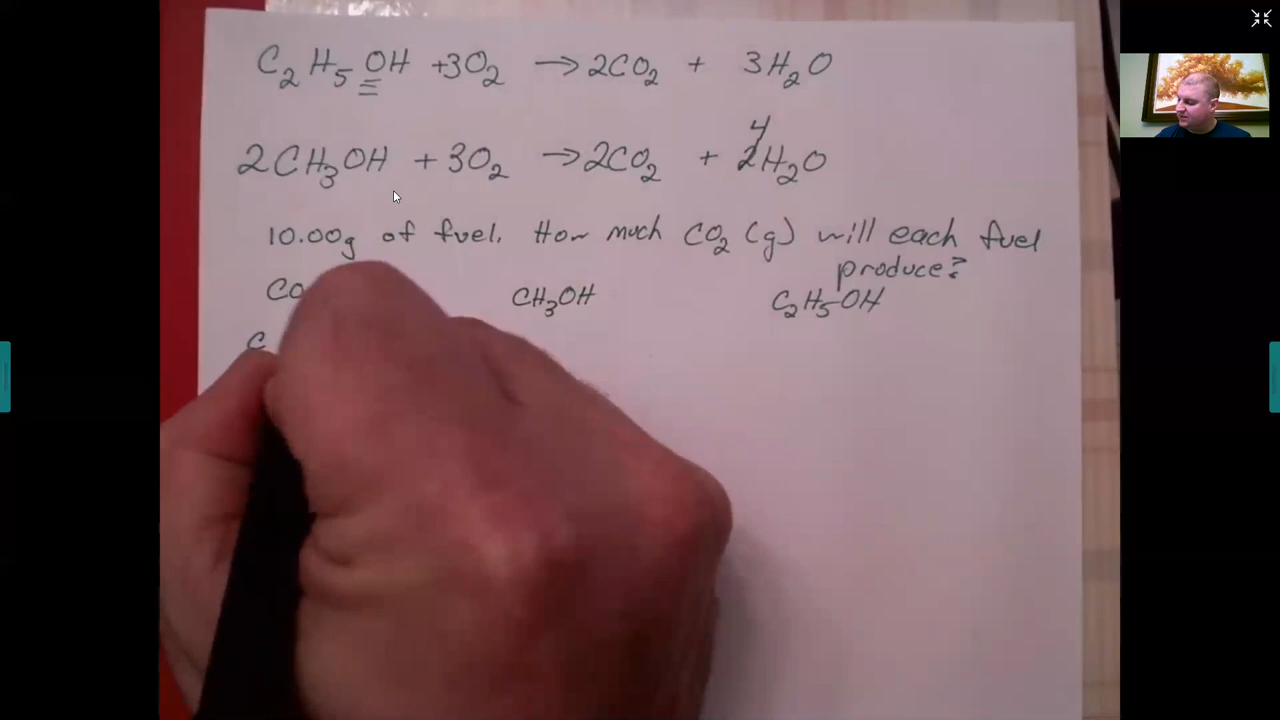 C₂H₅OH +3O₂ → 2CO₂ + 3H₂O
4
2CH₃OH + 3O₂ → 2CO₂ + 2H₂O
10.00g of fuel. How much CO₂ (g) will each fuel
produce?
CO CH₃OH C₂H₅OH
C